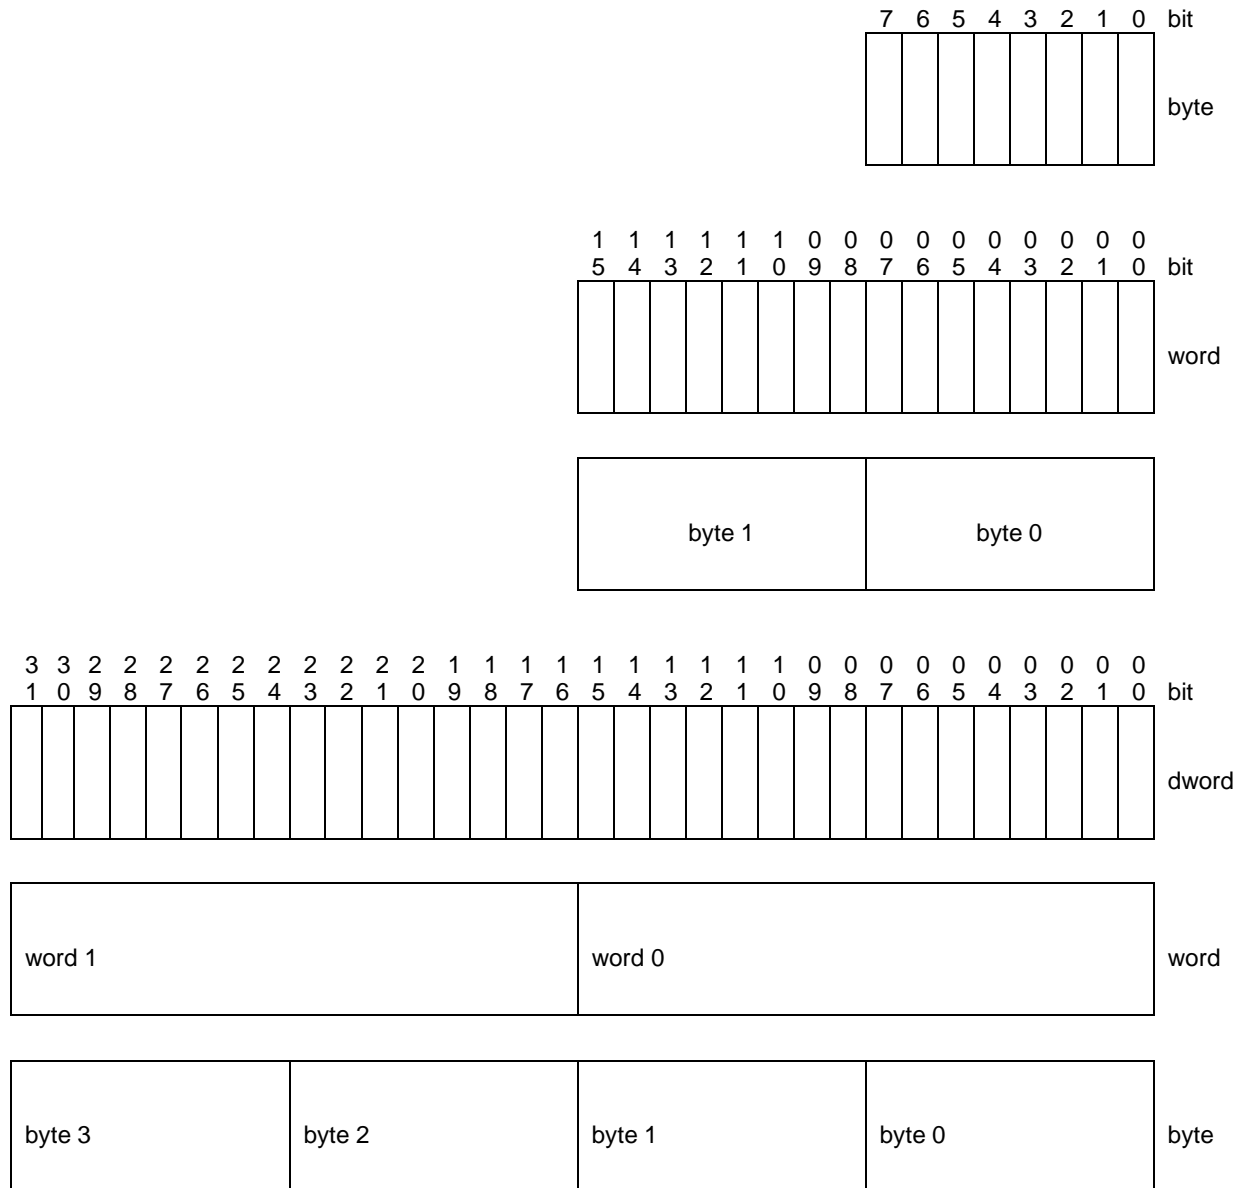 7 6 5 4 3 2 1 0 bit
byte
1 1 1 1 1 1 0 0 0 0 0 0 0 0 0 0
5 4 3 2 1 0 9 8 7 6 5 4 3 2 1 0 bit
word
byte 1 byte 0
3 3 2 2 2 2 2 2 2 2 2 2 1 1 1 1 1 1 1 1 1 1 0 0 0 0 0 0 0 0 0 0
1 0 9 8 7 6 5 4 3 2 1 0 9 8 7 6 5 4 3 2 1 0 9 8 7 6 5 4 3 2 1 0 bit
dword
word 1 word 0 word
byte 3 byte 2 byte 1 byte 0 byte